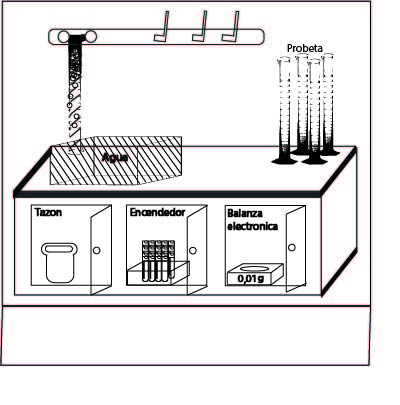 Probeta
Agua
Tazon
Encendedor
Balanza
electronica
0,01g